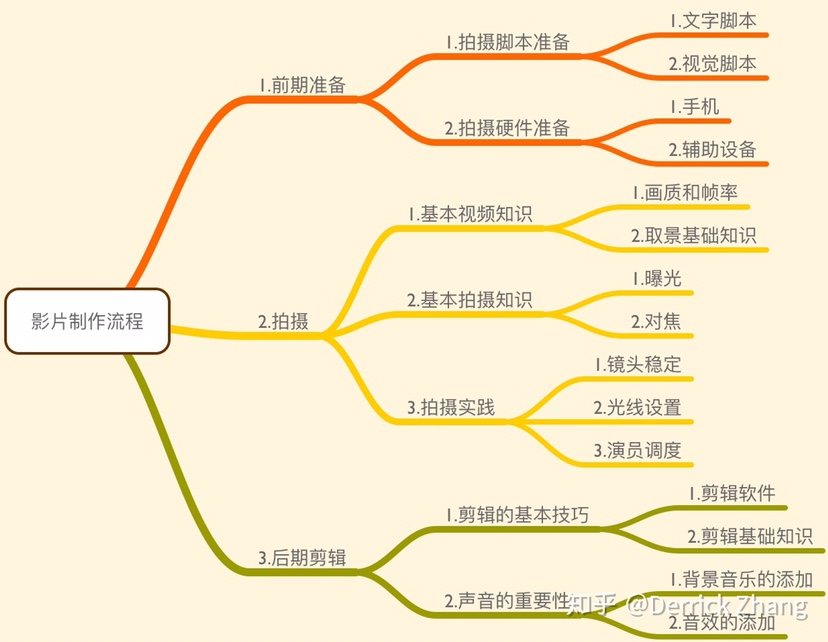 影片制作流程
1.前期准备
1.拍摄脚本准备
1.文字脚本
2.视觉脚本
2.拍摄硬件准备
1.手机
2.辅助设备
2.拍摄
1.基本视频知识
1.画质和帧率
2.取景基础知识
2.基本拍摄知识
1.曝光
2.对焦
3.拍摄实践
1.镜头稳定
2.光线设置
3.演员调度
3.后期剪辑
1.剪辑的基本技巧
1.剪辑软件
2.剪辑基础知识
2.声音的重要性
1.背景音乐的添加
2.音效的添加
知乎 @Derrick Zhang